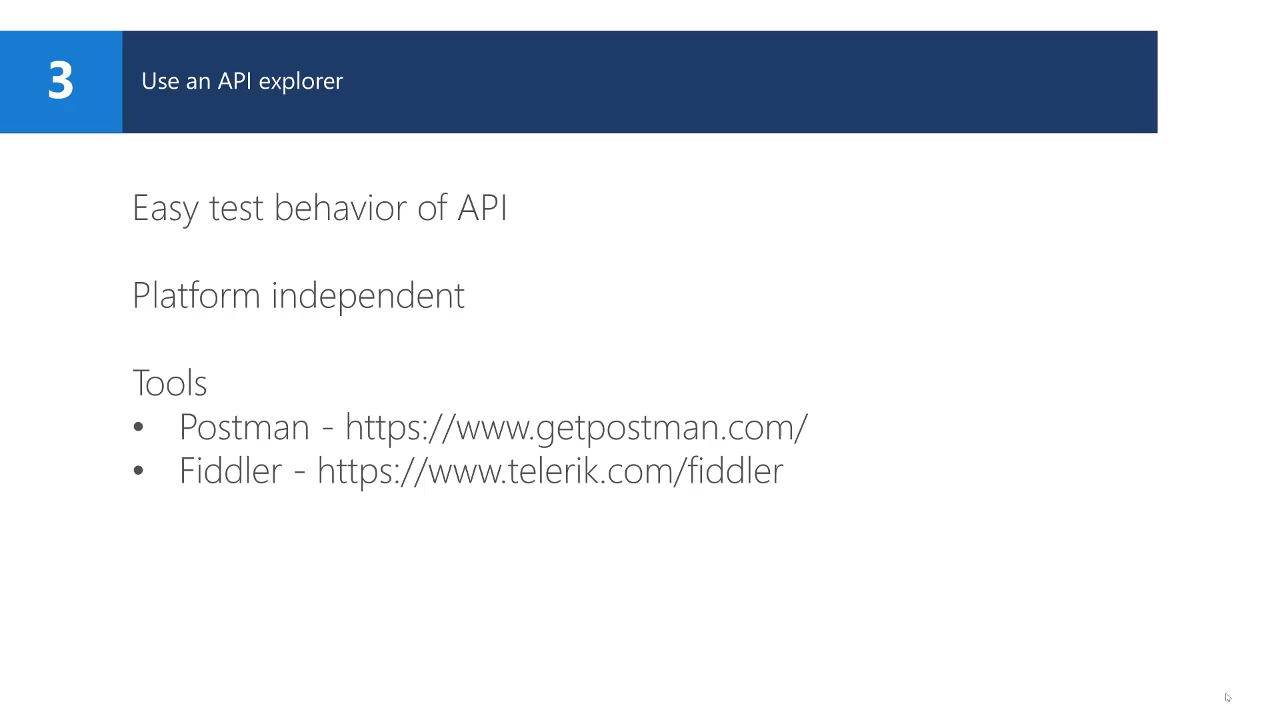 3
Use an API explorer
Easy test behavior of API
Platform independent
Tools
• Postman - https://www.getpostman.com/
• Fiddler - https://www.telerik.com/fiddler